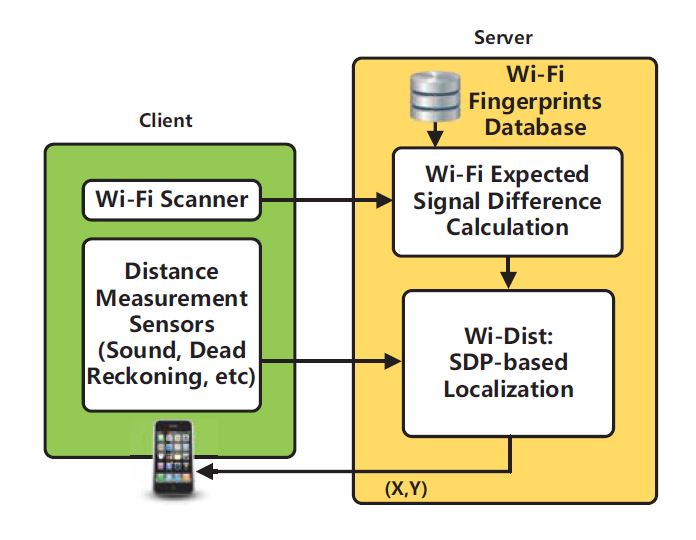 Server
Wi-Fi
Fingerprints
Database
Client
Wi-Fi Scanner
Wi-Fi Expected
Signal Difference
Calculation
Distance
Measurement
Sensors
(Sound, Dead
Reckoning, etc)
Wi-Dist:
SDP-based
Localization
(X,Y)